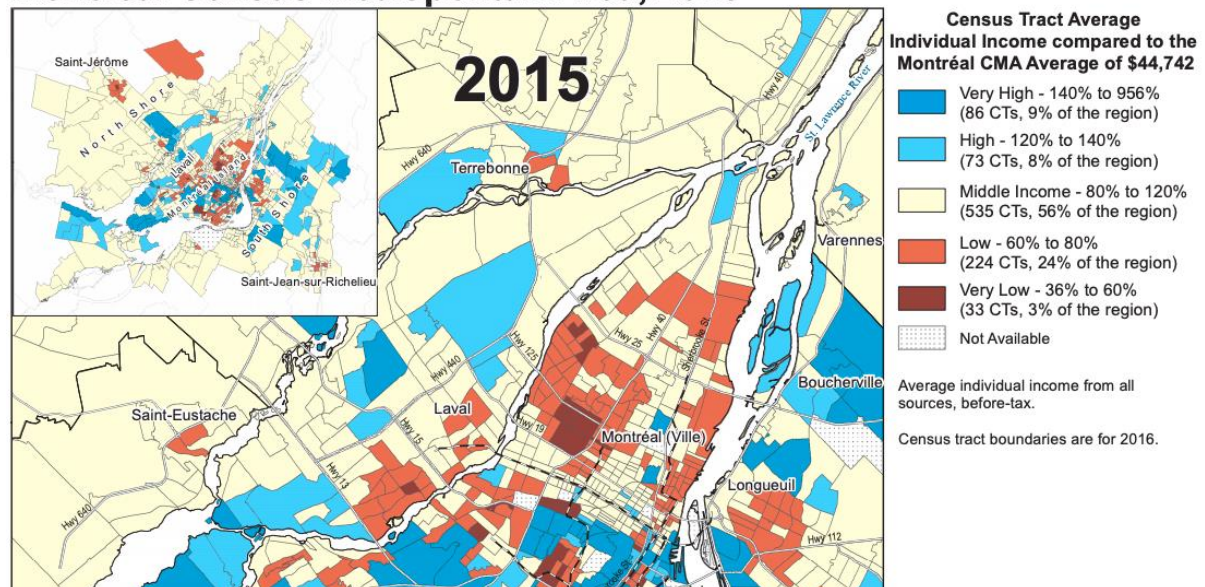 2015
Saint-Jérôme
North Shore
Laval
Montréal Island
South Shore
Saint-Jean-sur-Richelieu
Hwy 40
St. Lawrence River
Hwy 640
Terrebonne
Varennes
Hwy 125
Hwy 25
Hwy 40
Sherbrooke St.
Hwy 440
Boucherville
Saint-Eustache
Laval
Hwy 15
Hwy 19
Montréal (Ville)
Hwy 13
Longueuil
Hwy 640
Hwy 112
Census Tract Average
Individual Income compared to the
Montréal CMA Average of $44,742
Very High - 140% to 956%
(86 CTs, 9% of the region)
High - 120% to 140%
(73 CTs, 8% of the region)
Middle Income - 80% to 120%
(535 CTs, 56% of the region)
Low - 60% to 80%
(224 CTs, 24% of the region)
Very Low - 36% to 60%
(33 CTs, 3% of the region)
Not Available
Average individual income from all
sources, before-tax.
Census tract boundaries are for 2016.